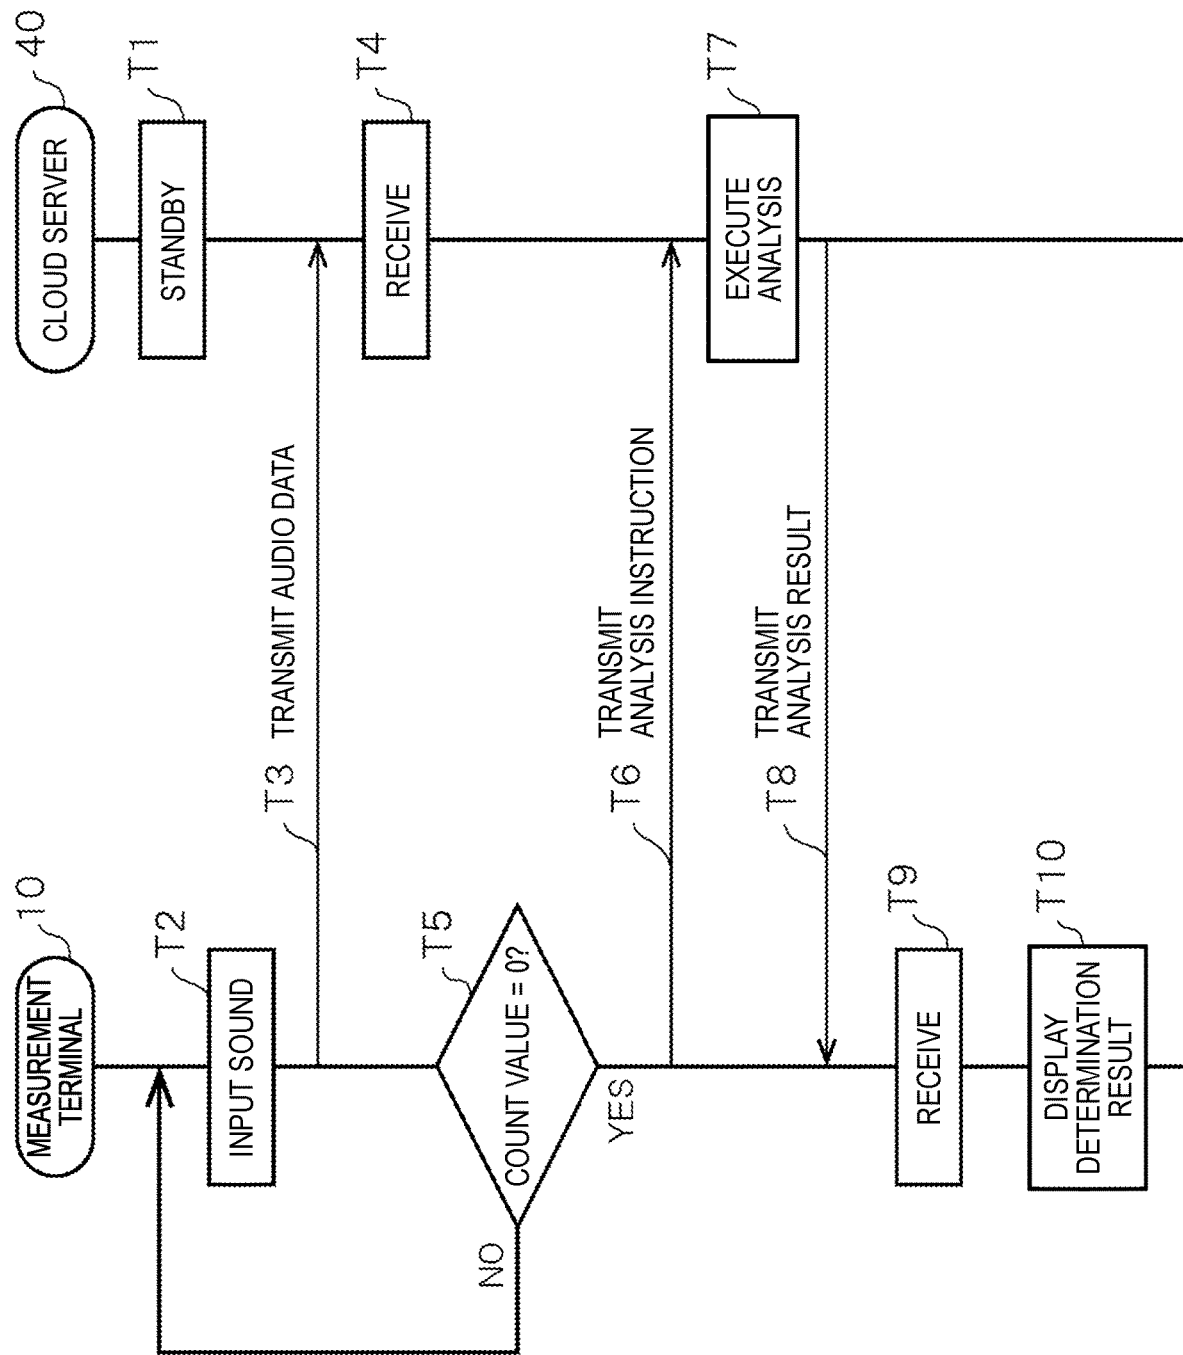 MEASUREMENT
TERMINAL
10
CLOUD SERVER
40
STANDBY
T1
INPUT SOUND
T2
T3
TRANSMIT AUDIO DATA
RECEIVE
T4
COUNT VALUE = 0?
T5
NO
YES
T6
TRANSMIT
ANALYSIS INSTRUCTION
EXECUTE
ANALYSIS
T7
T8
TRANSMIT
ANALYSIS RESULT
RECEIVE
T9
DISPLAY
DETERMINATION
RESULT
T10